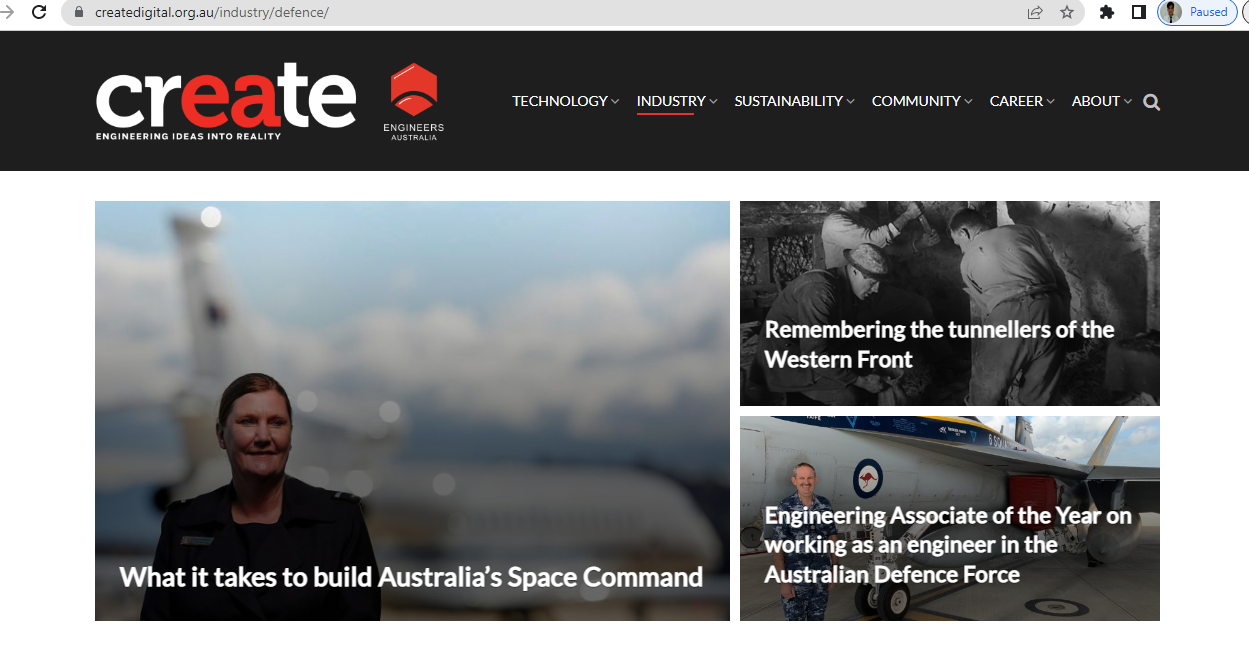 createdigital.org.au/industry/defence/
Paused
create
ENGINEERING IDEAS INTO REALITY
ENGINEERS
AUSTRALIA
TECHNOLOGY
INDUSTRY
SUSTAINABILITY
COMMUNITY
CAREER
ABOUT
What it takes to build Australia's Space Command
Remembering the tunnellers of the
Western Front
6 SQUA
Engineering Associate of the Year on
working as an engineer in the
Australian Defence Force